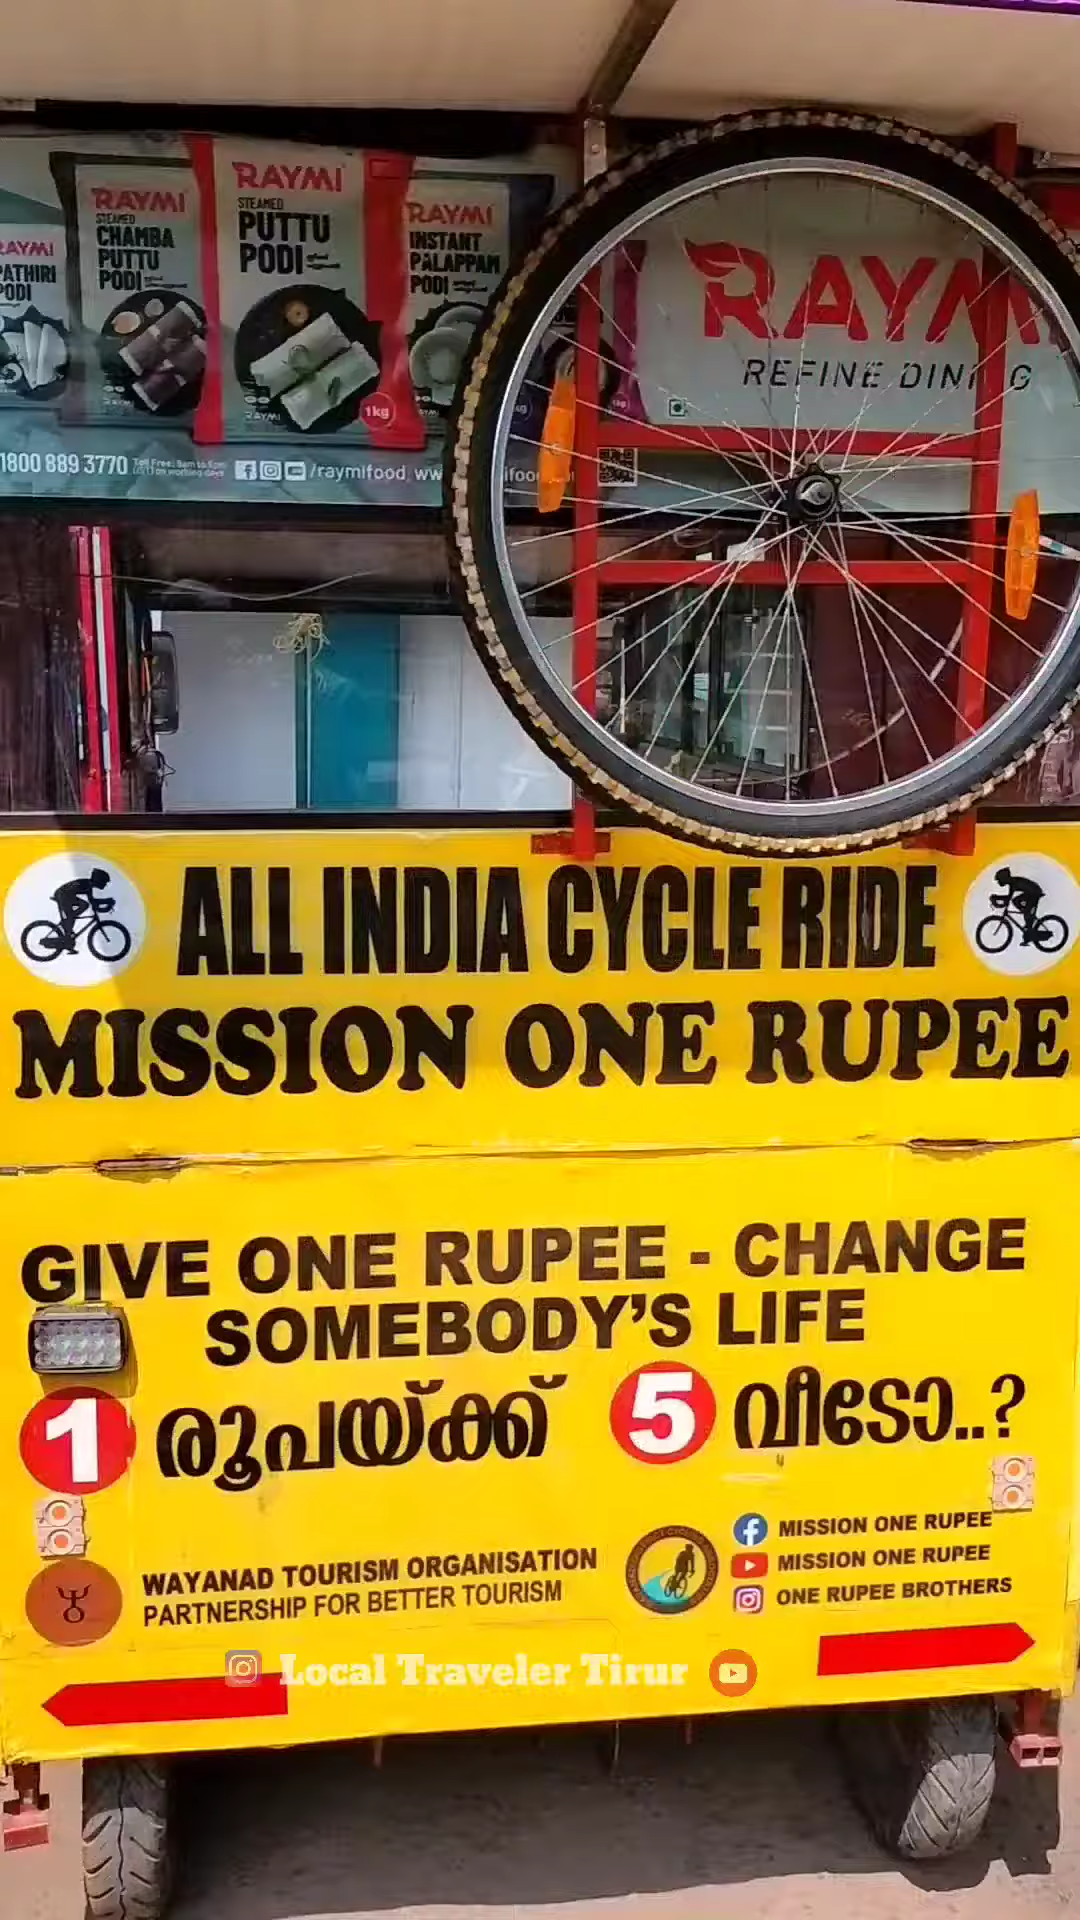 RAYMI
PATHIRI
PODI
RAYMI
STEAMED
CHAMBA
PUTTU
PODI
RAYMI
STEAMED
PUTTU
PODI
1kg
RAYMI
INSTANT
PALAPPAM
PODI
RAYMI
REFINE DINING
1800 889 3770
/raymifood
ALL INDIA CYCLE RIDE
MISSION ONE RUPEE
GIVE ONE RUPEE - CHANGE
SOMEBODY'S LIFE
1 രൂപയ്ക്ക് 5 വീടോ..?
MISSION ONE RUPEE
MISSION ONE RUPEE
ONE RUPEE BROTHERS
WAYANAD TOURISM ORGANISATION
PARTNERSHIP FOR BETTER TOURISM
Local Traveler Tirur